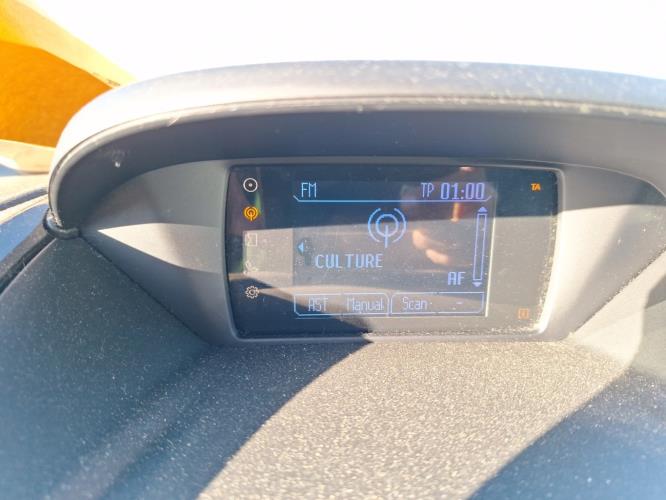 FM TP 01:00 TA
CULTURE
AF
AST Manual Scan -